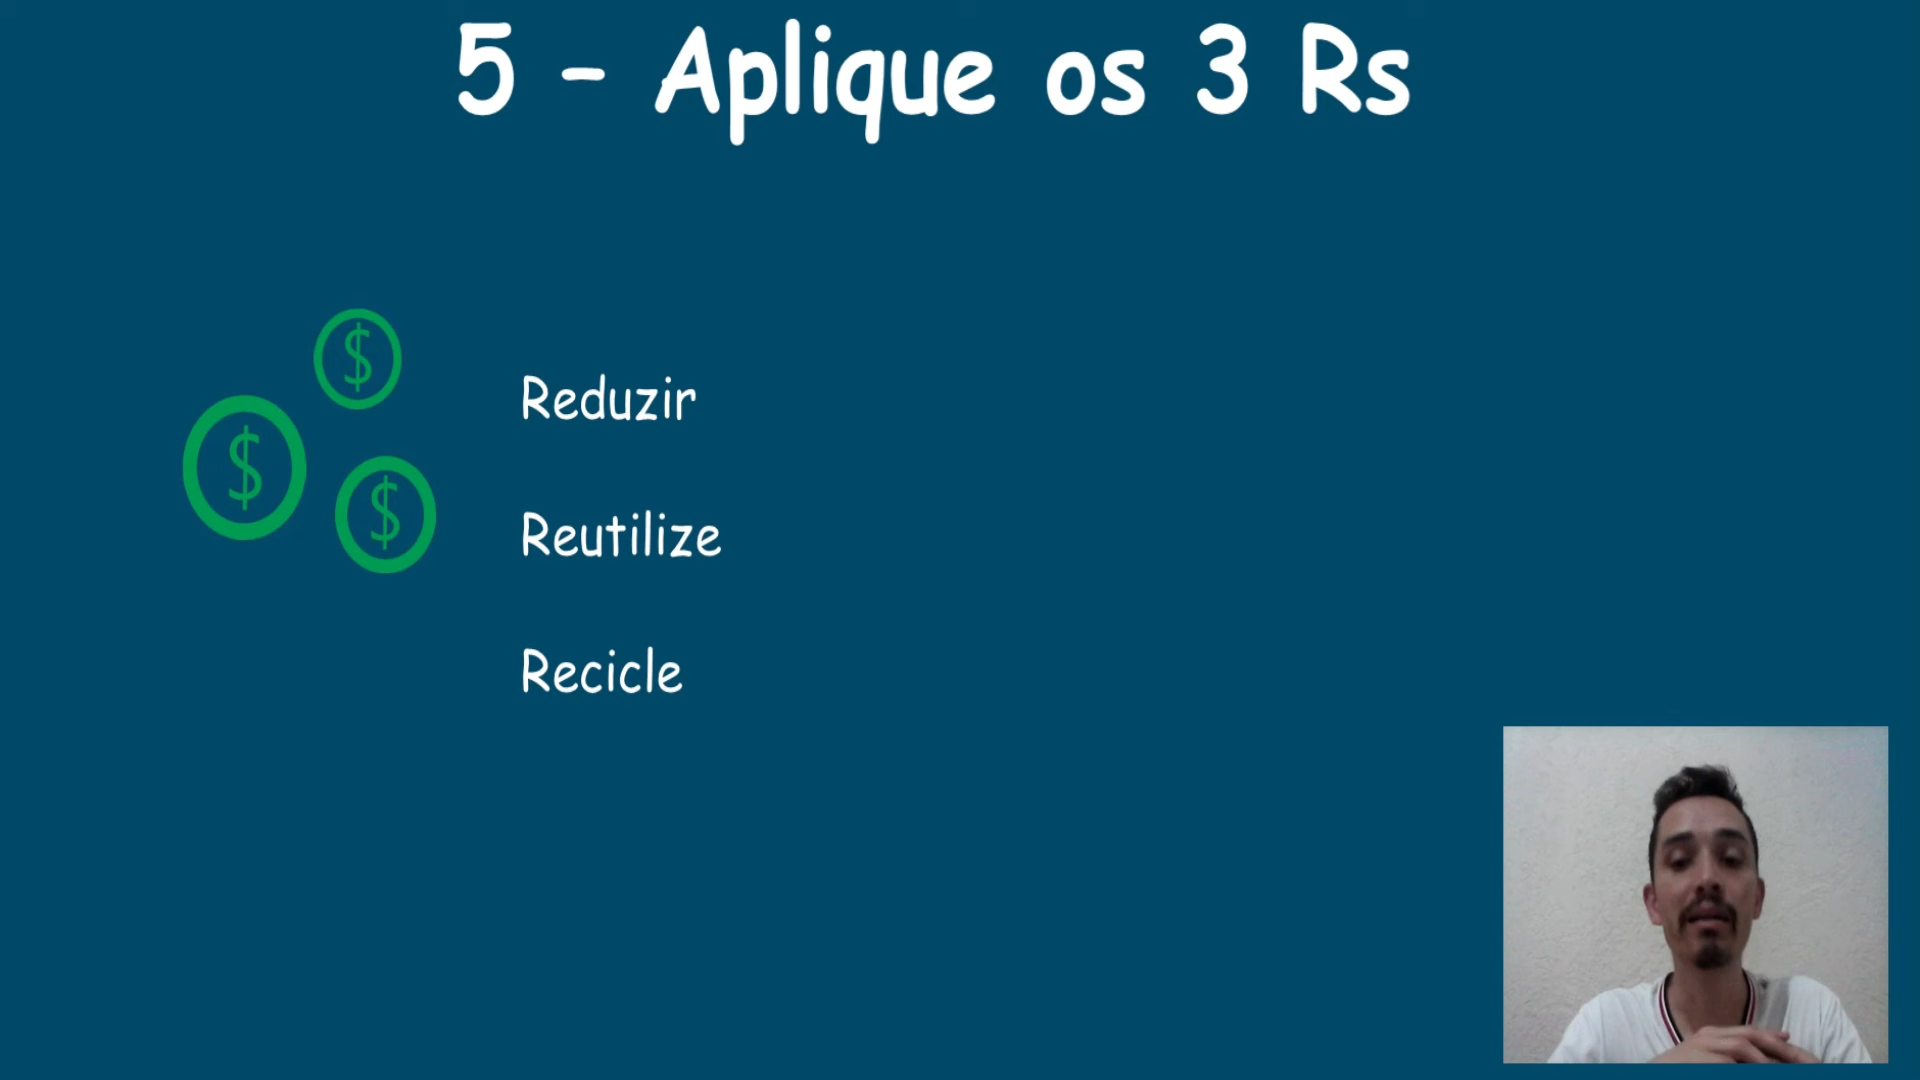 5 - Aplique os 3 Rs
$
$
$
Reduzir
Reutilize
Recicle